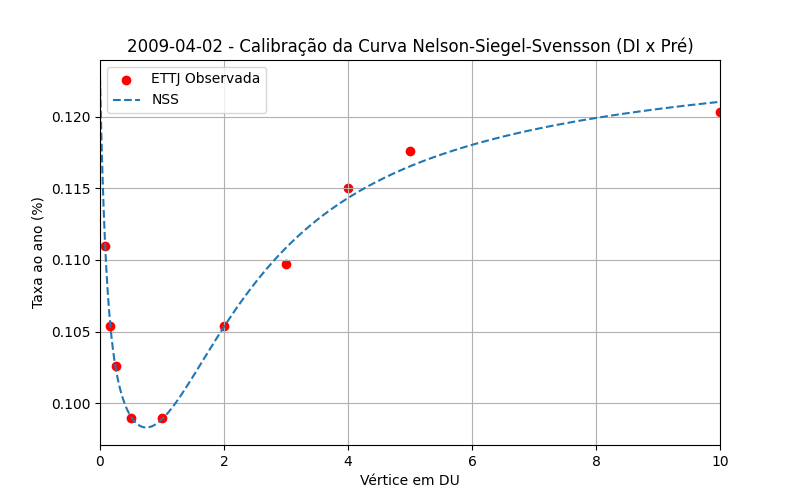 2009-04-02 - Calibração da Curva Nelson-Siegel-Svensson (DI x Pré)
ETTJ Observada
NSS
Taxa ao ano (%)
0.120
0.115
0.110
0.105
0.100
0 2 4 6 8 10
Vértice em DU